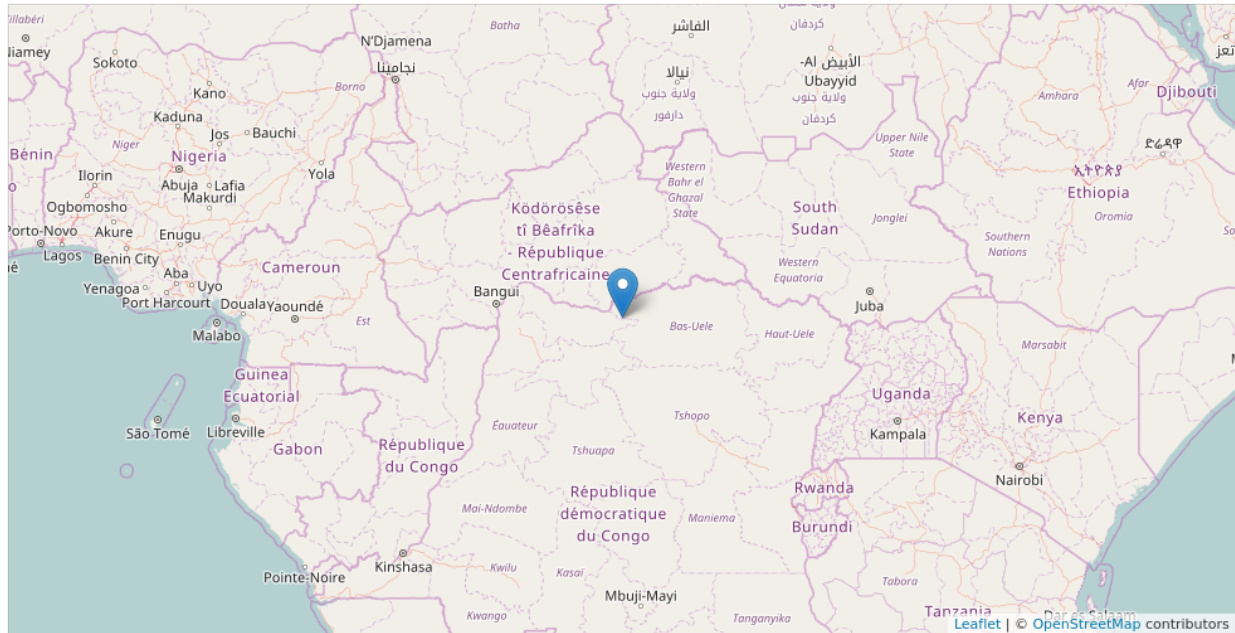 الفاشر
Batha
N'Djamena
نجامينا
Niamey
Sokoto
نيالا
ولاية جنوب
دارفور
Al-
الأبيض
Ubayyid
ولاية جنوب
كردفان
كردفان
تعز
Afar
Djibouti
Amhara
Borno
Kano
Kaduna
Jos
Bauchi
Niger
Nigeria
Yola
Bénin
Ilorin
Abuja
Lafia
Makurdi
Ogbomosho
Porto-Novo
Akure
Enugu
Lagos
Benin City
Aba
Uyo
Yenagoa
Port Harcourt
Upper Nile
State
Western
Bahr el
Ghazal
State
South
Sudan
Jonglei
ድሬዳዋ
ኢትዮጵያ
Ethiopia
Oromia
Southern
Nations
Ködörösêse
tî Bêafrîka
- République
Centrafricaine
Western
Equatoria
Cameroun
Bangui
Douala
Yaoundé
Est
Malabo
Juba
Bas-Uele
Haut-Uele
Marsabit
Guinea
Ecuatorial
São Tomé
Libreville
Gabon
République
du Congo
Équateur
Tshopo
Tshuapa
Uganda
Kampala
Kenya
Nairobi
Rwanda
Burundi
République
démocratique
du Congo
Mai-Ndombe
Maniema
Kinshasa
Pointe-Noire
Kwilu
Kasaï
Mbuji-Mayi
Kwango
Tanganyika
Tabora
Tanzania
Dar es Salaam
Leaflet | © OpenStreetMap contributors